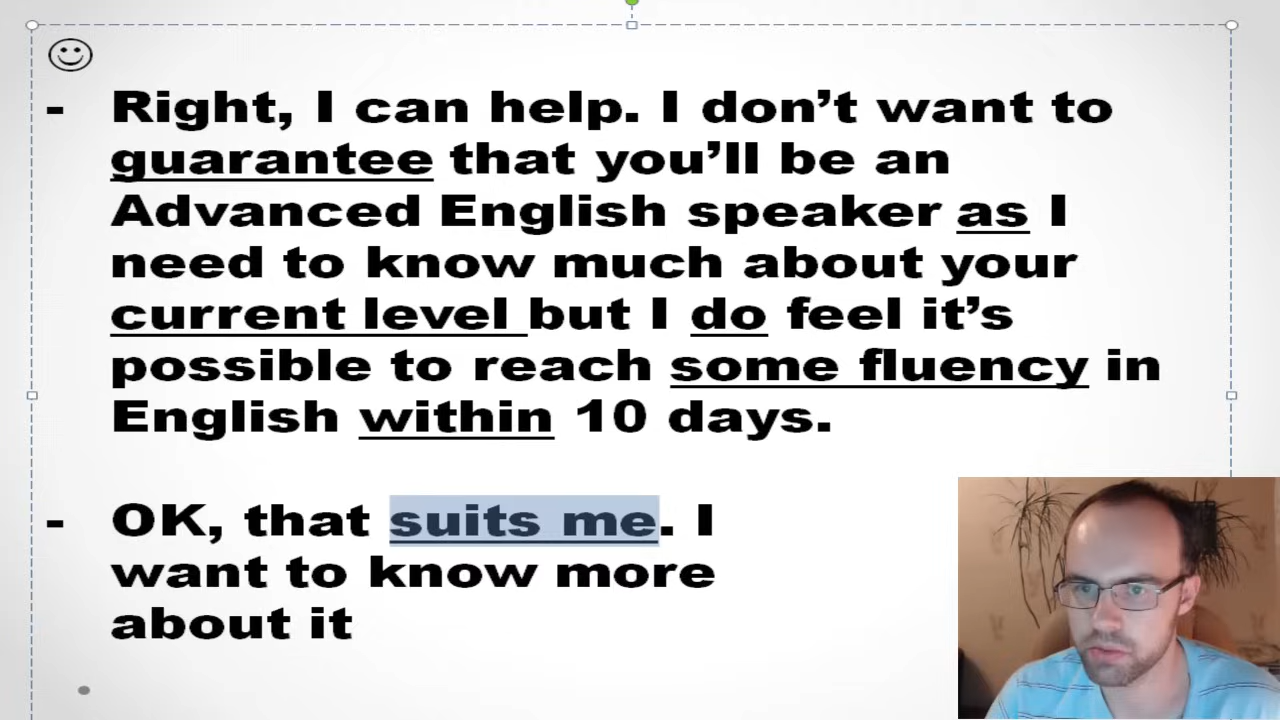 - Right, I can help. I don’t want to
guarantee that you’ll be an
Advanced English speaker as I
need to know much about your
current level but I do feel it’s
possible to reach some fluency in
English within 10 days.
- OK, that suits me. I
want to know more
about it